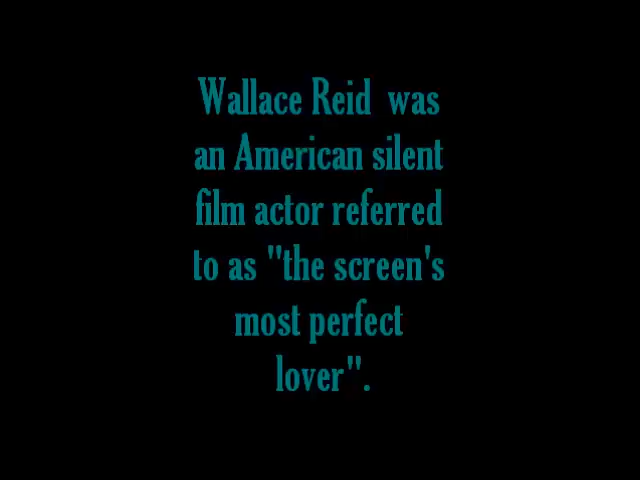 Wallace Reid  was
an American silent
film actor referred
to as "the screen's
most perfect
lover".